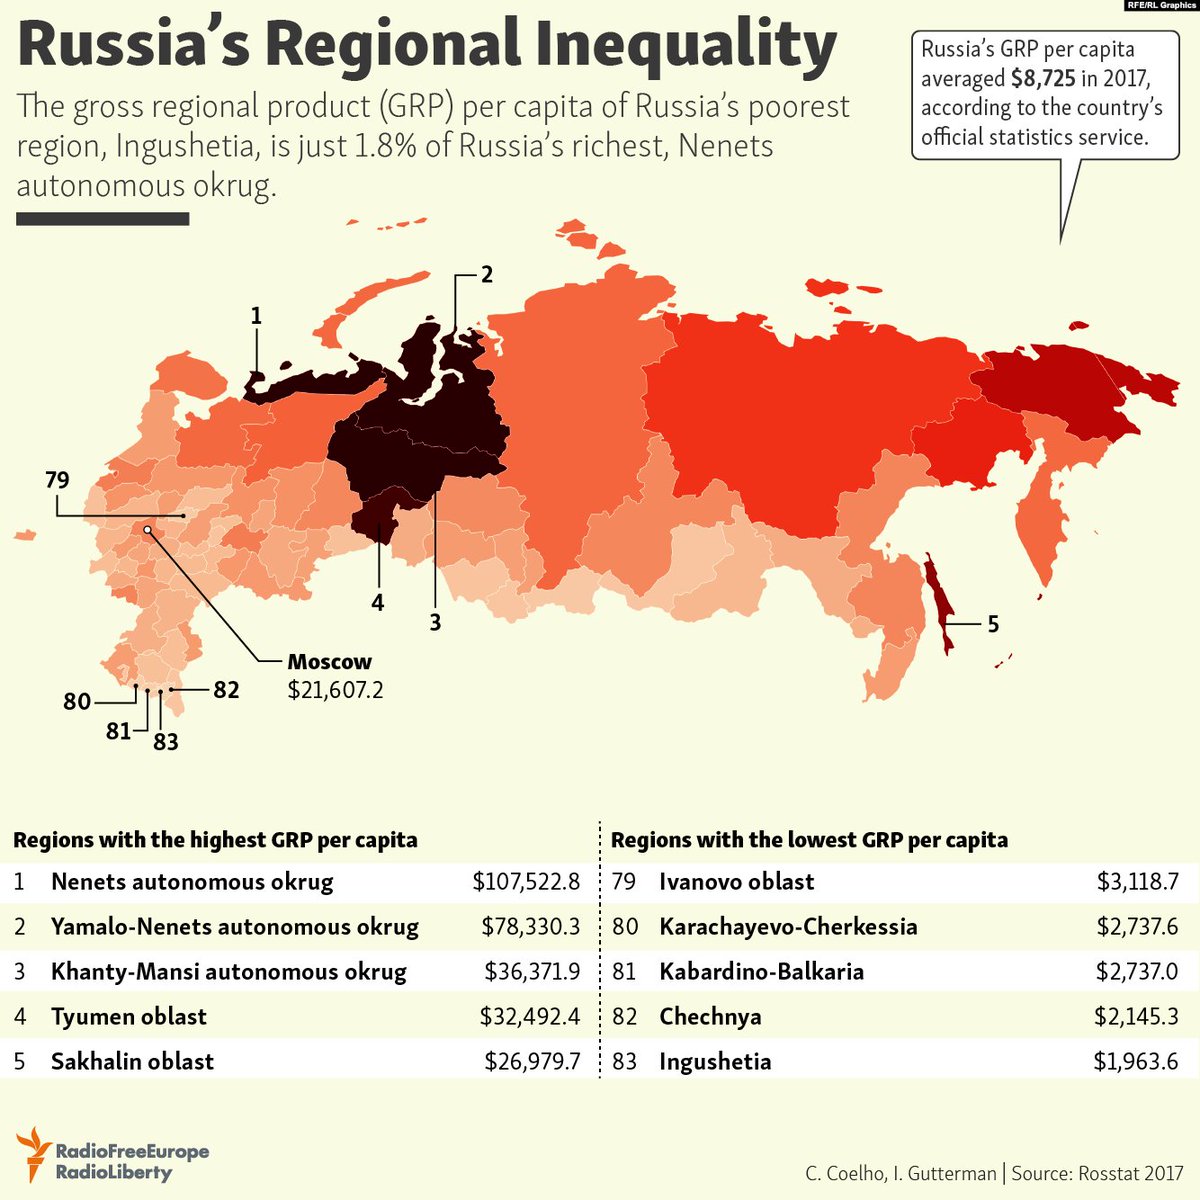 RFE/RL Graphics
Russia’s Regional Inequality
The gross regional product (GRP) per capita of Russia’s poorest
region, Ingushetia, is just 1.8% of Russia’s richest, Nenets
autonomous okrug.
Russia’s GRP per capita
averaged $8,725 in 2017,
according to the country’s
official statistics service.
2
1
79
4
3
5
Moscow
$21,607.2
80
82
81
83
Regions with the highest GRP per capita
1 Nenets autonomous okrug $107,522.8
2 Yamalo-Nenets autonomous okrug $78,330.3
3 Khanty-Mansi autonomous okrug $36,371.9
4 Tyumen oblast $32,492.4
5 Sakhalin oblast $26,979.7
Regions with the lowest GRP per capita
79 Ivanovo oblast $3,118.7
80 Karachayevo-Cherkessia $2,737.6
81 Kabardino-Balkaria $2,737.0
82 Chechnya $2,145.3
83 Ingushetia $1,963.6
RadioFreeEurope
RadioLiberty
C. Coelho, I. Gutterman | Source: Rosstat 2017